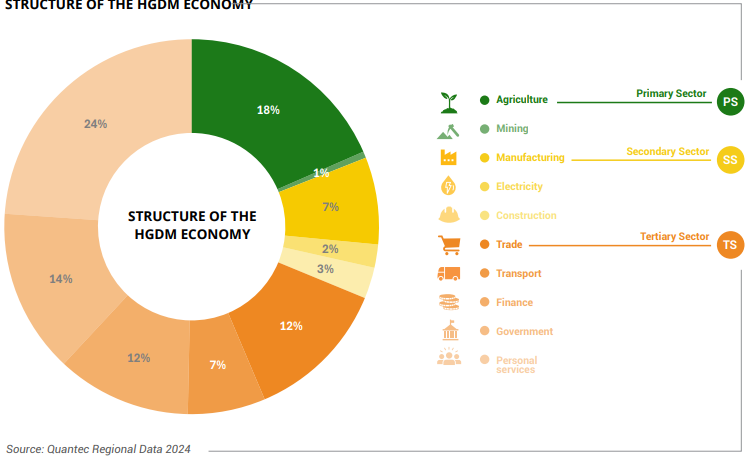 STRUCTURE OF THE HGDM ECONOMY
18%
1%
7%
2%
3%
12%
7%
12%
14%
24%
STRUCTURE OF THE
HGDM ECONOMY
Agriculture
Primary Sector
PS
Mining
Manufacturing
Secondary Sector
SS
Electricity
Construction
Trade
Tertiary Sector
TS
Transport
Finance
Government
Personal
services
Source: Quantec Regional Data 2024